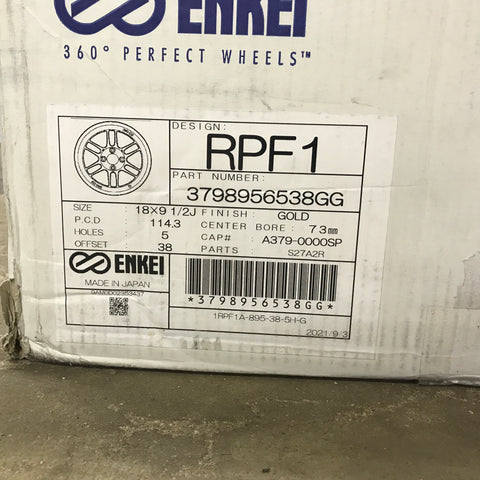 ENKEI
360° PERFECT WHEELS™
DESIGN:
RPF1
PART NUMBER:
3798956538GG
SIZE 18X9 1/2J FINISH: GOLD
P.C.D 114.3 CENTER BORE: 73mm
HOLES 5 CAP# A379-0000SP
OFFSET: 38 PARTS S27A2R
ENKEI
MADE IN JAPAN
*3798956538GG*
1RPF1A-895-38-5H-G
2021/9/3